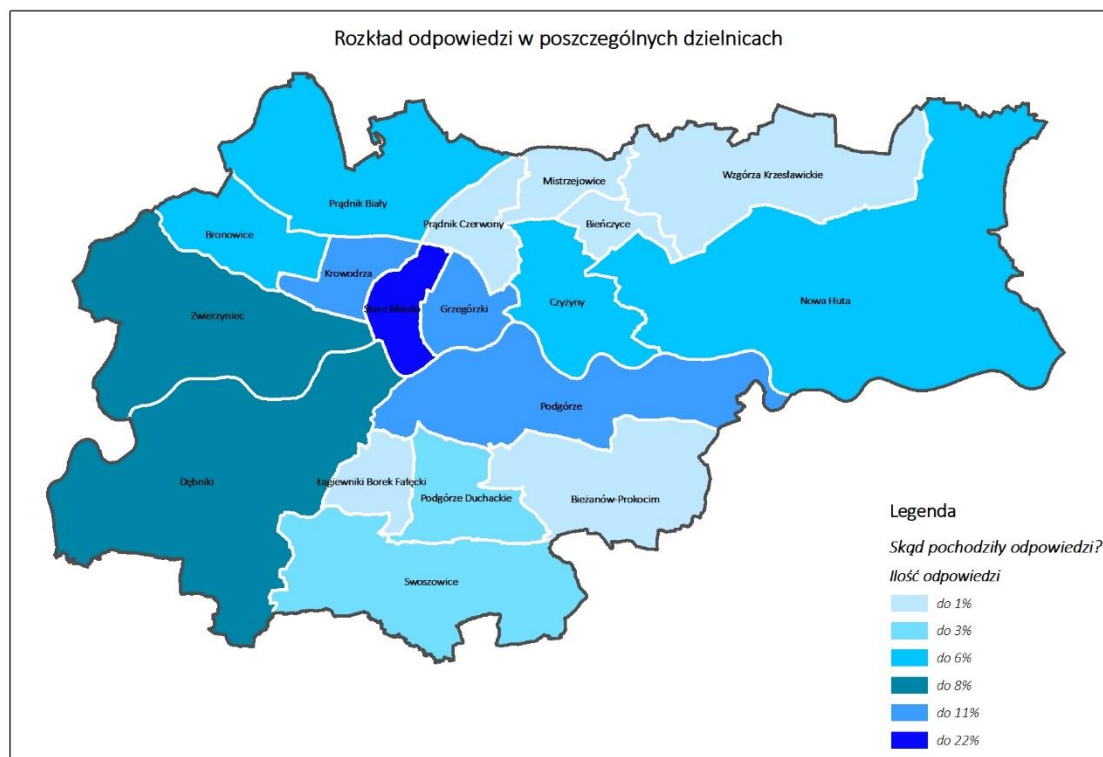 Rozkład odpowiedzi w poszczególnych dzielnicach
Mistrzejowice
Wzgórza Krzesławickie
Prądnik Biały
Prądnik Czerwony
Bieńczyce
Bronowice
Krowodrza
Stare Miasto
Grzegórzki
Czyżyny
Nowa Huta
Zwierzyniec
Podgórze
Dębniki
Łagiewniki Borek Fałęcki
Podgórze Duchackie
Bieżanów-Prokocim
Swoszowice
Legenda
Skąd pochodziły odpowiedzi?
Ilość odpowiedzi
do 1%
do 3%
do 6%
do 8%
do 11%
do 22%